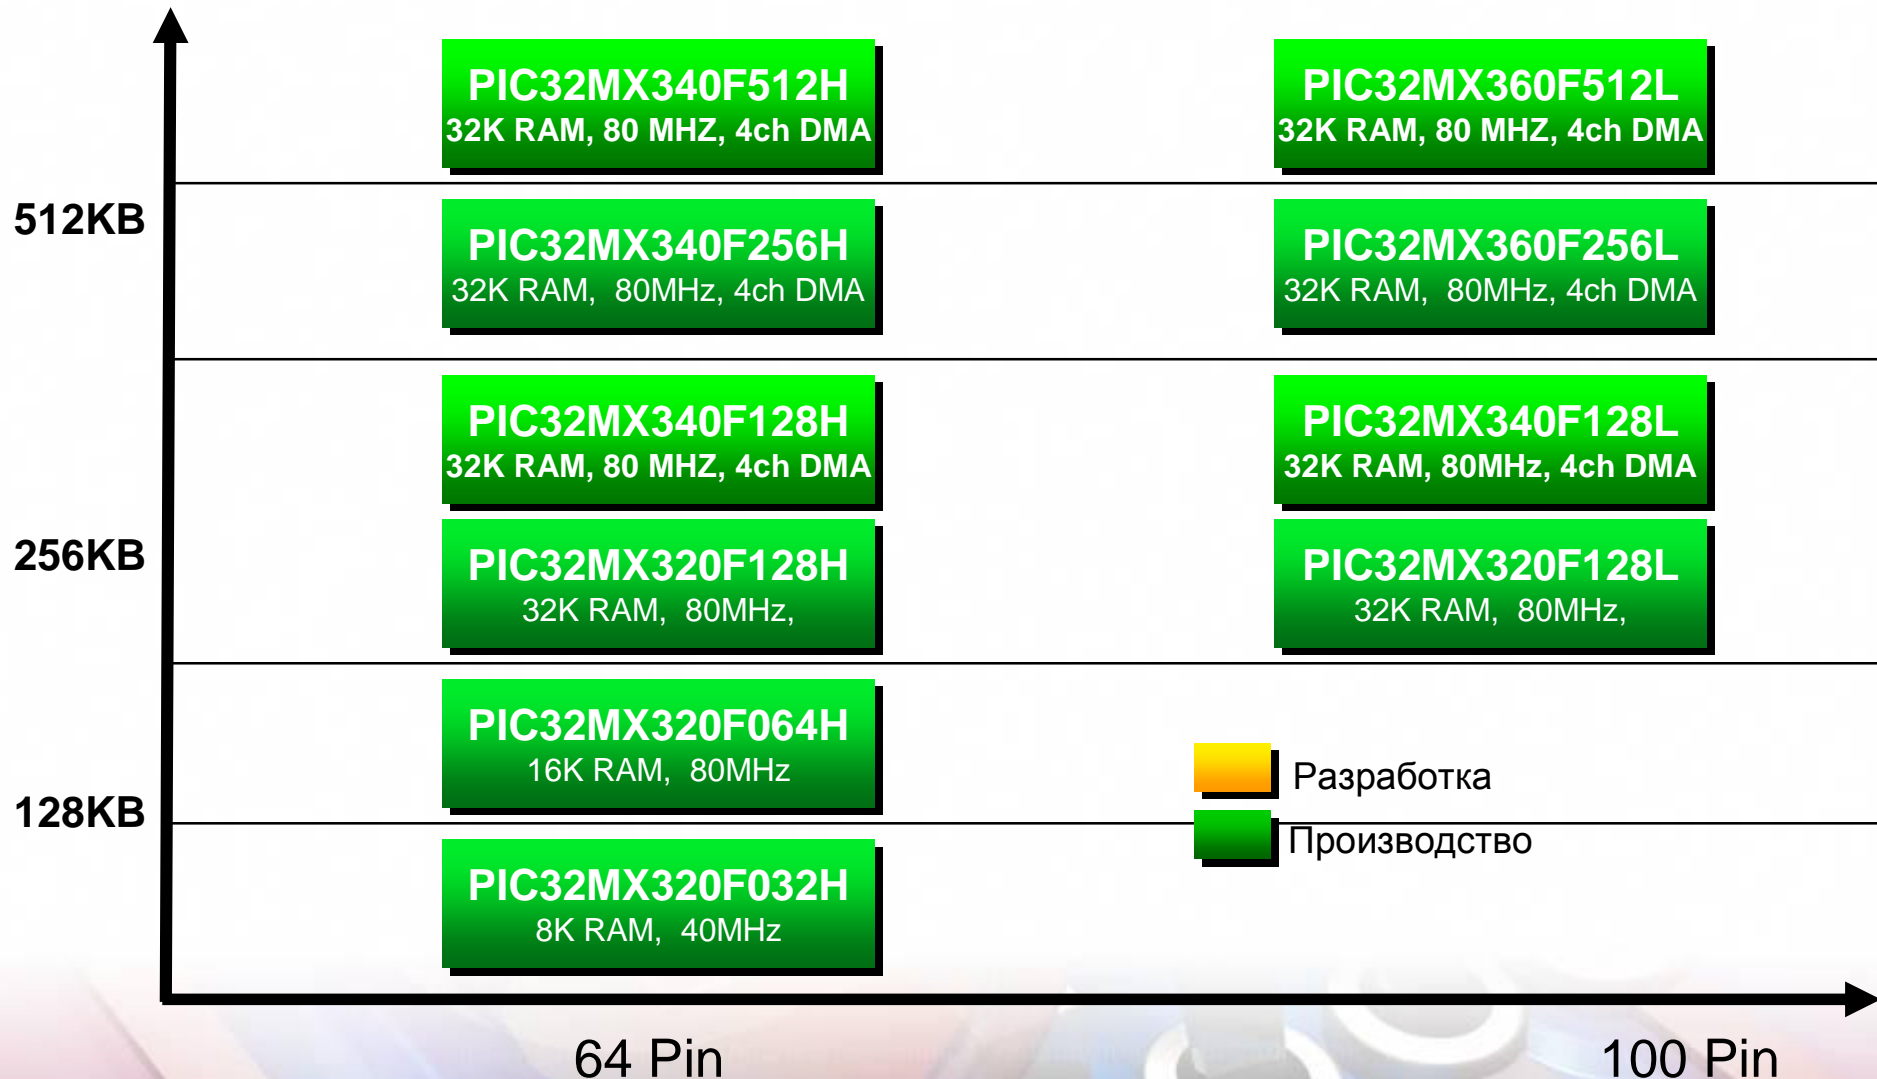 PIC32MX340F512H
32K RAM, 80 MHZ, 4ch DMA
PIC32MX360F512L
32K RAM, 80 MHZ, 4ch DMA
512KB
PIC32MX340F256H
32K RAM, 80MHz, 4ch DMA
PIC32MX360F256L
32K RAM, 80MHz, 4ch DMA
PIC32MX340F128H
32K RAM, 80 MHZ, 4ch DMA
PIC32MX340F128L
32K RAM, 80MHz, 4ch DMA
256KB
PIC32MX320F128H
32K RAM, 80MHz,
PIC32MX320F128L
32K RAM, 80MHz,
PIC32MX320F064H
16K RAM, 80MHz
Разработка
128KB
Производство
PIC32MX320F032H
8K RAM, 40MHz
64 Pin
100 Pin